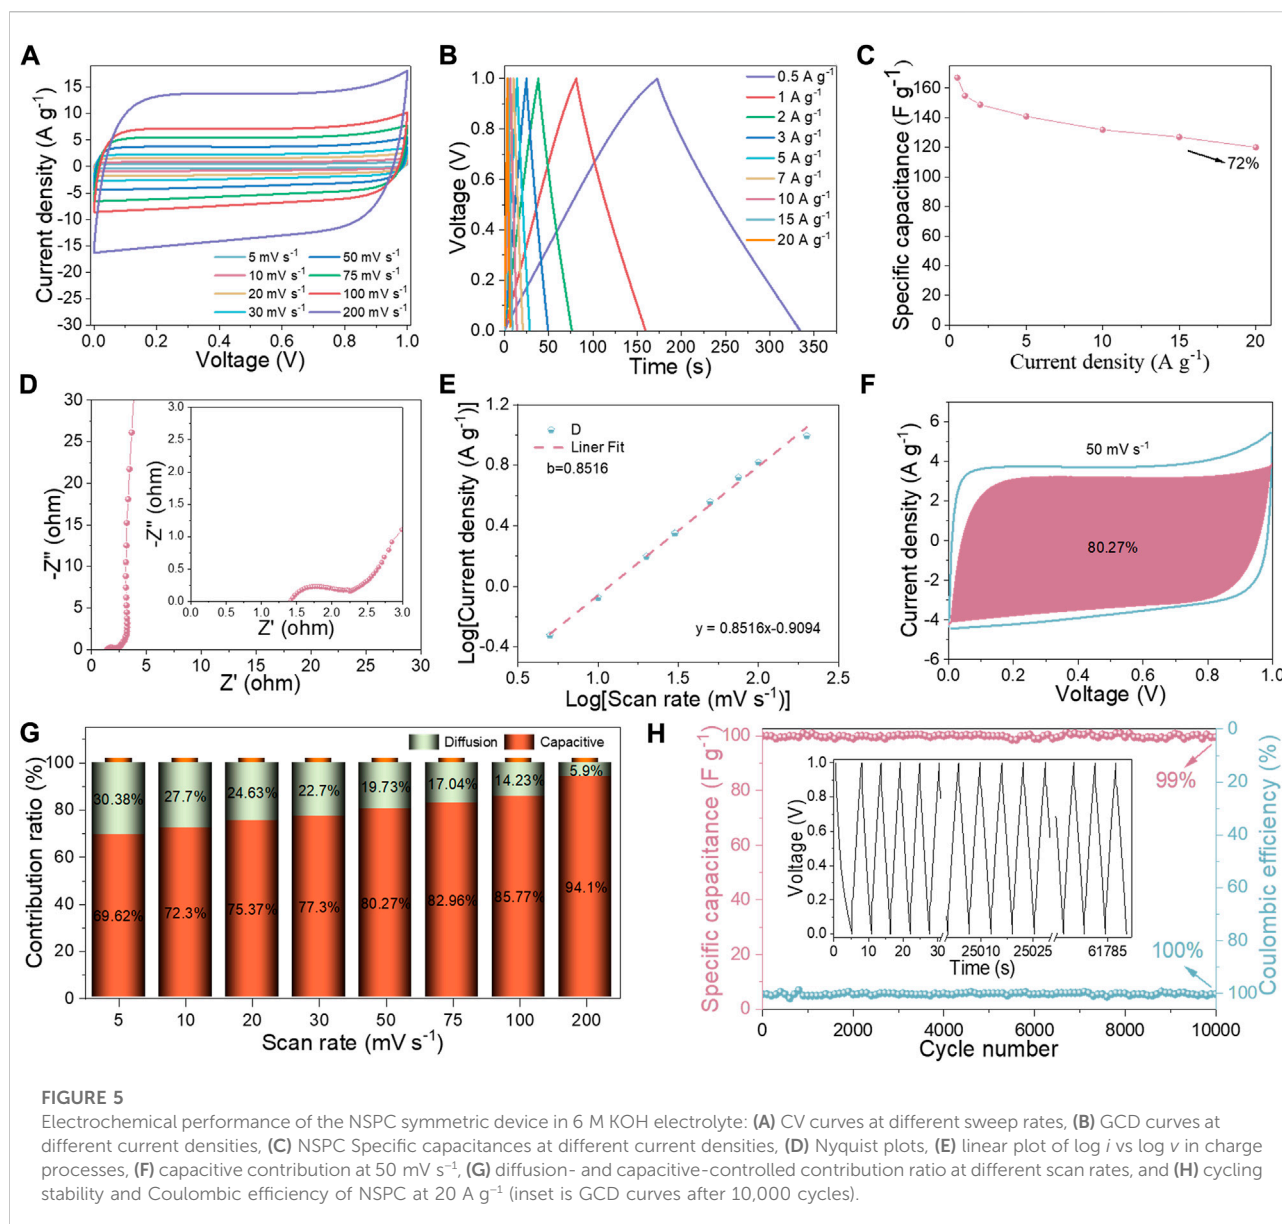 A
Current density (A g⁻¹)
15
10
5
0
-5
-10
-15
-20
-25
-30
5 mV s⁻¹ 50 mV s⁻¹
10 mV s⁻¹ 75 mV s⁻¹
20 mV s⁻¹ 100 mV s⁻¹
30 mV s⁻¹ 200 mV s⁻¹
0.0 0.2 0.4 0.6 0.8 1.0
Voltage (V)
B
Voltage (V)
1.0
0.8
0.6
0.4
0.2
0.0
0.5 A g⁻¹
1 A g⁻¹
2 A g⁻¹
3 A g⁻¹
5 A g⁻¹
7 A g⁻¹
10 A g⁻¹
15 A g⁻¹
20 A g⁻¹
0 50 100 150 200 250 300 350
Time (s)
C
Specific capacitance (F g⁻¹)
160
140
120
100
80
60
40
20
0
72%
0 5 10 15 20
Current density (A g⁻¹)
D
-Z'' (ohm)
30
25
20
15
10
5
0
-Z'' (ohm)
3.0
2.5
2.0
1.5
1.0
0.5
0.0
0.0 0.5 1.0 1.5 2.0 2.5 3.0
Z' (ohm)
0 5 10 15 20 25 30
Z' (ohm)
E
Log[Current density (A g⁻¹)]
1.2
0.8
0.4
0.0
-0.4
D
Liner Fit
b=0.8516
y = 0.8516x-0.9094
0.5 1.0 1.5 2.0 2.5
Log[Scan rate (mV s⁻¹)]
F
Current density (A g⁻¹)
6
4
2
0
-2
-4
-6
50 mV s⁻¹
80.27%
0.0 0.2 0.4 0.6 0.8 1.0
Voltage (V)
G
Contribution ratio (%)
100
80
60
40
20
0
Diffusion Capacitive
30.38% 27.7% 24.63% 22.7% 19.73% 17.04% 14.23% 5.9%
69.62% 72.3% 75.37% 77.3% 80.27% 82.96% 85.77% 94.1%
5 10 20 30 50 75 100 200
Scan rate (mV s⁻¹)
H
Specific capacitance (F g⁻¹)
100
80
60
40
20
0
99%
Voltage (V)
1.0
0.8
0.6
0.4
0.2
0.0
0 10 20 30 25010 25025 61785
Time (s)
100%
0
20
40
60
80
100
Coulombic efficiency (%)
0 2000 4000 6000 8000 10000
Cycle number
FIGURE 5
Electrochemical performance of the NSPC symmetric device in 6 M KOH electrolyte: (A) CV curves at different sweep rates, (B) GCD curves at
different current densities, (C) NSPC Specific capacitances at different current densities, (D) Nyquist plots, (E) linear plot of log i vs log v in charge
processes, (F) capacitive contribution at 50 mV s⁻¹, (G) diffusion- and capacitive-controlled contribution ratio at different scan rates, and (H) cycling
stability and Coulombic efficiency of NSPC at 20 A g⁻¹ (inset is GCD curves after 10,000 cycles).